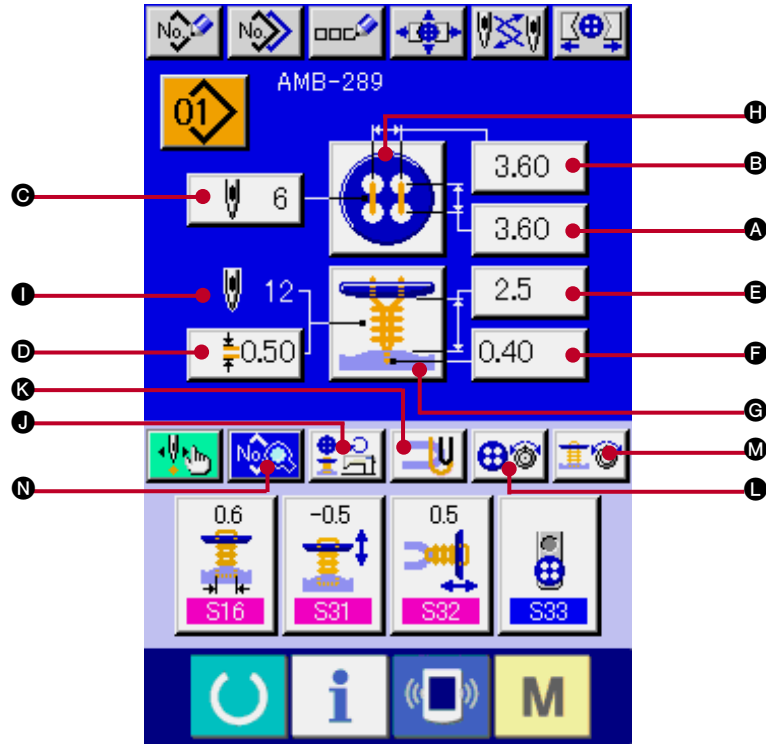 No. No.
AMB-289
01
H
3.60 B
C 6
3.60 A
I 12 2.5 E
D 0.50 0.40 F
K G
J M
No.
N L
0.6 -0.5 0.5
S16 S31 S32 S33
i M